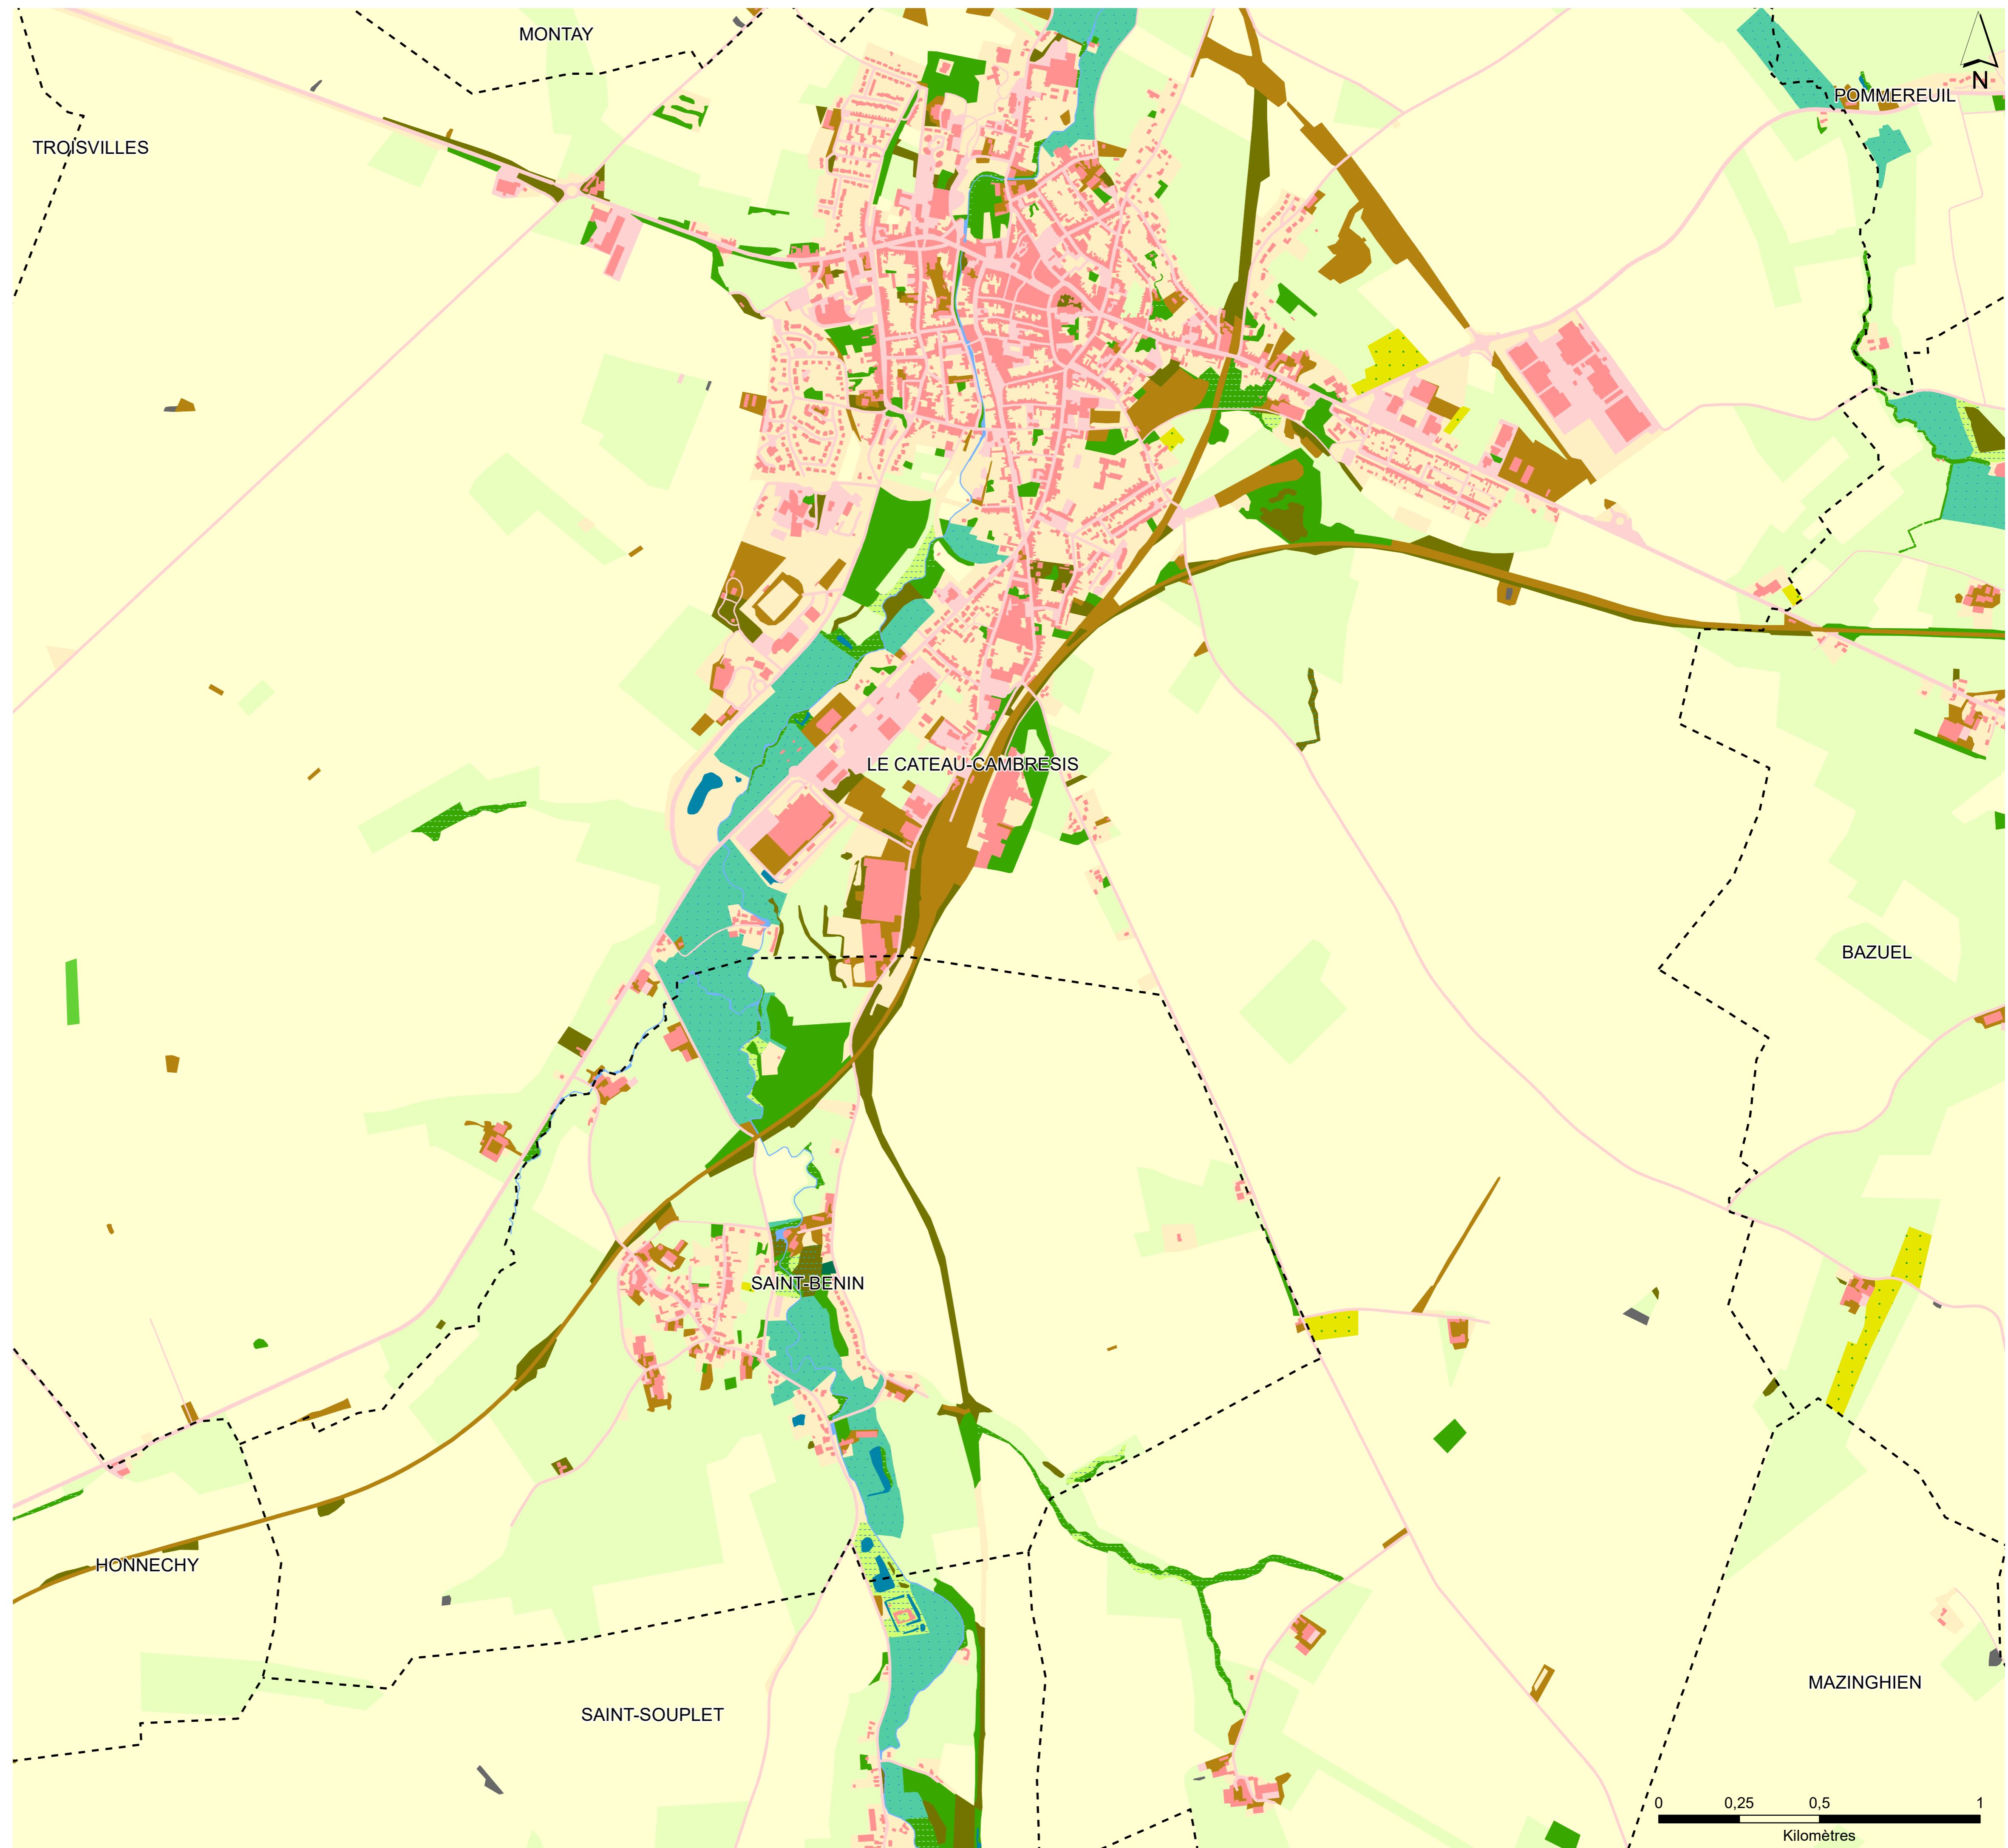 MONTAY
N
POMMEREUIL
TROISVILLES
LE CATEAU-CAMBRESIS
BAZUEL
SAINT-BENIN
HONNECHY
MAZINGHIEN
SAINT-SOUPLET
0 0,25 0,5 1
Kilomètres